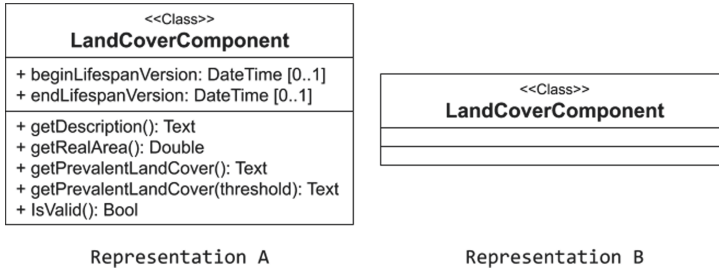 <<Class>>
LandCoverComponent
+ beginLifespanVersion: DateTime [0..1]
+ endLifespanVersion: DateTime [0..1]
+ getDescription(): Text
+ getRealArea(): Double
+ getPrevalentLandCover(): Text
+ getPrevalentLandCover(threshold): Text
+ IsValid(): Bool
Representation A
<<Class>>
LandCoverComponent
Representation B